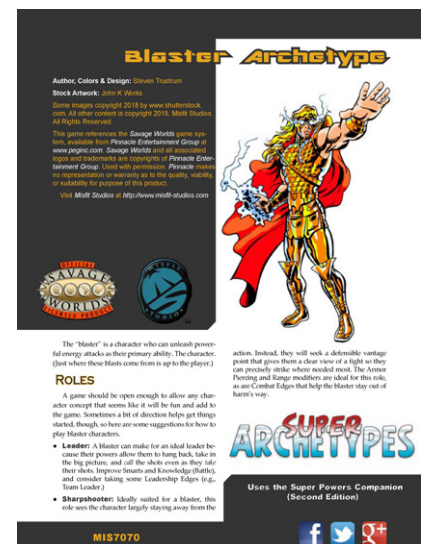 Blaster Archetype
Author, Colors & Design: Steven Trustrum
Stock Artwork: John K Works
Some images copyright 2018 by www.shutterstock.
com. All other content is copyright 2018, Misfit Studios.
All Rights Reserved.
This game references the Savage Worlds game sys-
tem, available from Pinnacle Entertainment Group at
www.peginc.com. Savage Worlds and all associated
logos and trademarks are copyrights of Pinnacle Enter-
tainment Group. Used with permission. Pinnacle makes
no representation or warranty as to the quality, viability,
or suitability for purpose of this product.
Visit Misfit Studios at http://www.misfit-studios.com
OFFICIAL
SAVAGE
WORLDS
LICENSED PRODUCT
MISFIT
STUDIOS
The "blaster" is a character who can unleash power-
ful energy attacks as their primary ability. The character.
(Just where these blasts come from is up to the player.)
ROLES
A game should be open enough to allow any char-
acter concept that seems like it will be fun and add to
the game. Sometimes a bit of direction helps get things
started, though, so here are some suggestions for how to
play blaster characters.
● Leader: A blaster can make for an ideal leader be-
cause their powers allow them to hang back, take in
the big picture, and call the shots even as they take
their shots. Improve Smarts and Knowledge (Battle),
and consider taking some Leadership Edges (e.g.,
Team Leader.)
● Sharpshooter: Ideally suited for a blaster, this
role sees the character largely staying away from the
action. Instead, they will seek a defensible vantage
point that gives them a clear view of a fight so they
can precisely strike where needed most. The Armor
Piercing and Range modifiers are ideal for this role,
as are Combat Edges that help the blaster stay out of
harm's way.
SUPER
ARCHETYPES
Uses the Super Powers Companion
(Second Edition)
MIS7070
f
g+